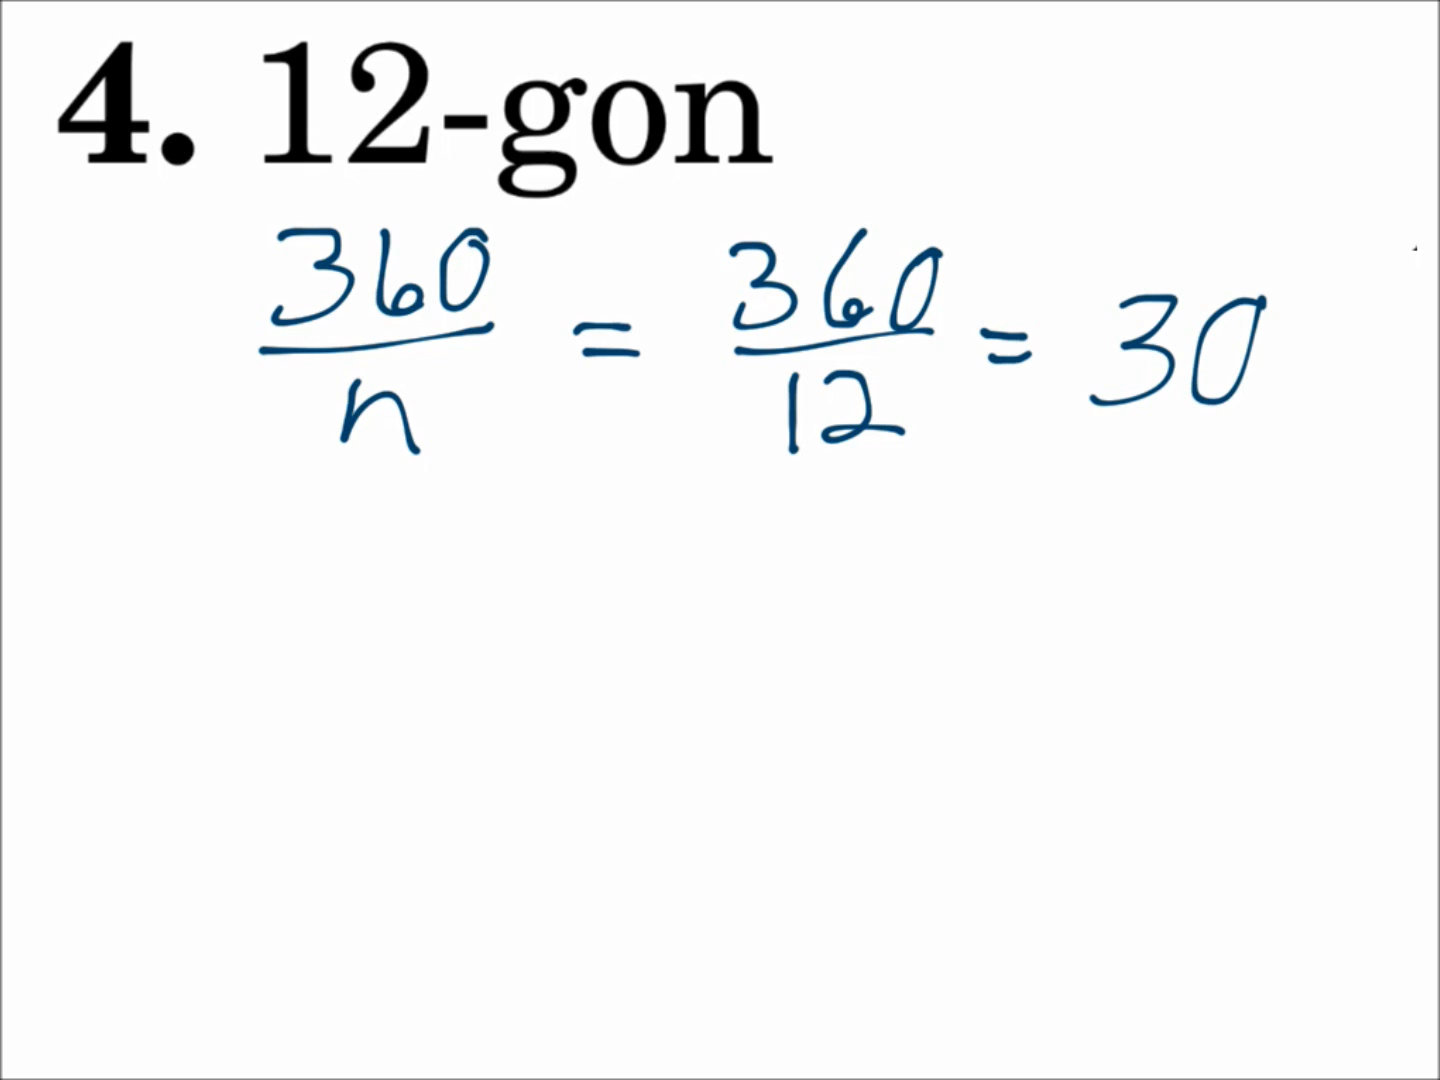 4. 12-gon
360/n = 360/12 = 30